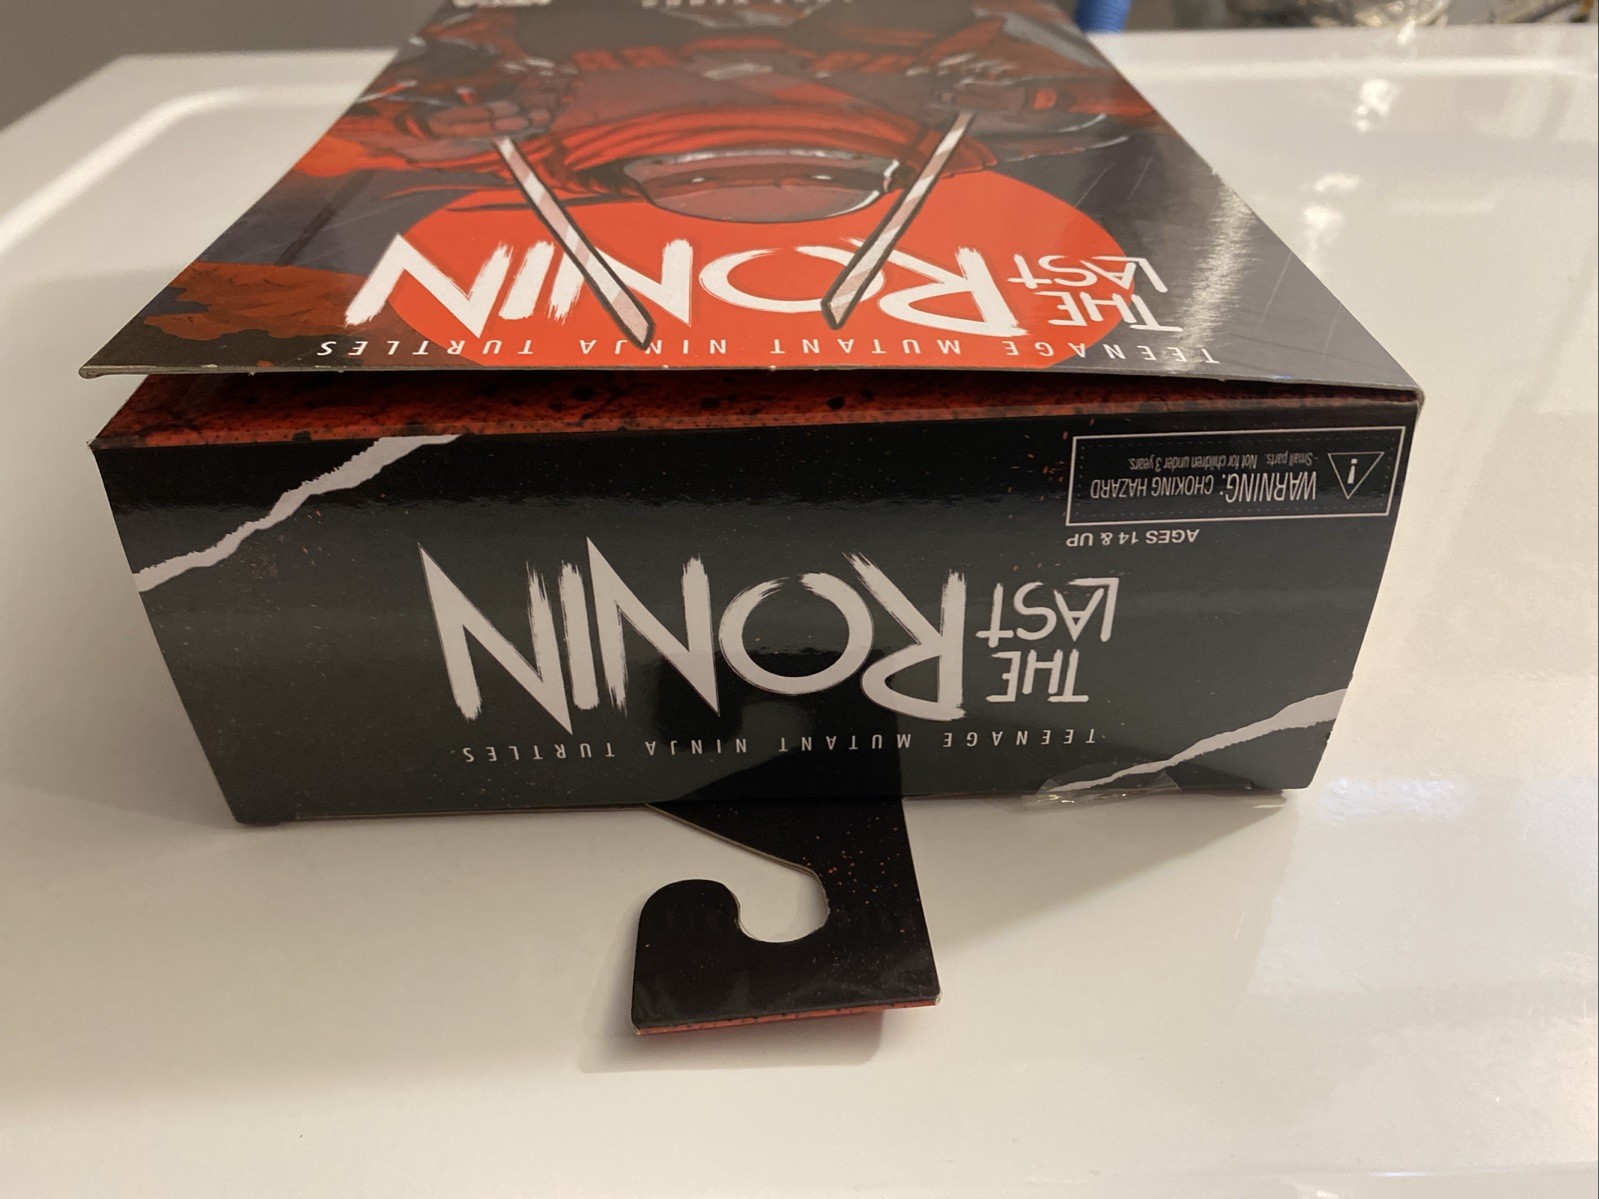 TEENAGE MUTANT NINJA TURTLES
THE
LAST
RONIN
TEENAGE MUTANT NINJA TURTLES
THE
LAST
RONIN
AGES 14 & UP
WARNING: CHOKING HAZARD
- Small parts. Not for children under 3 years.